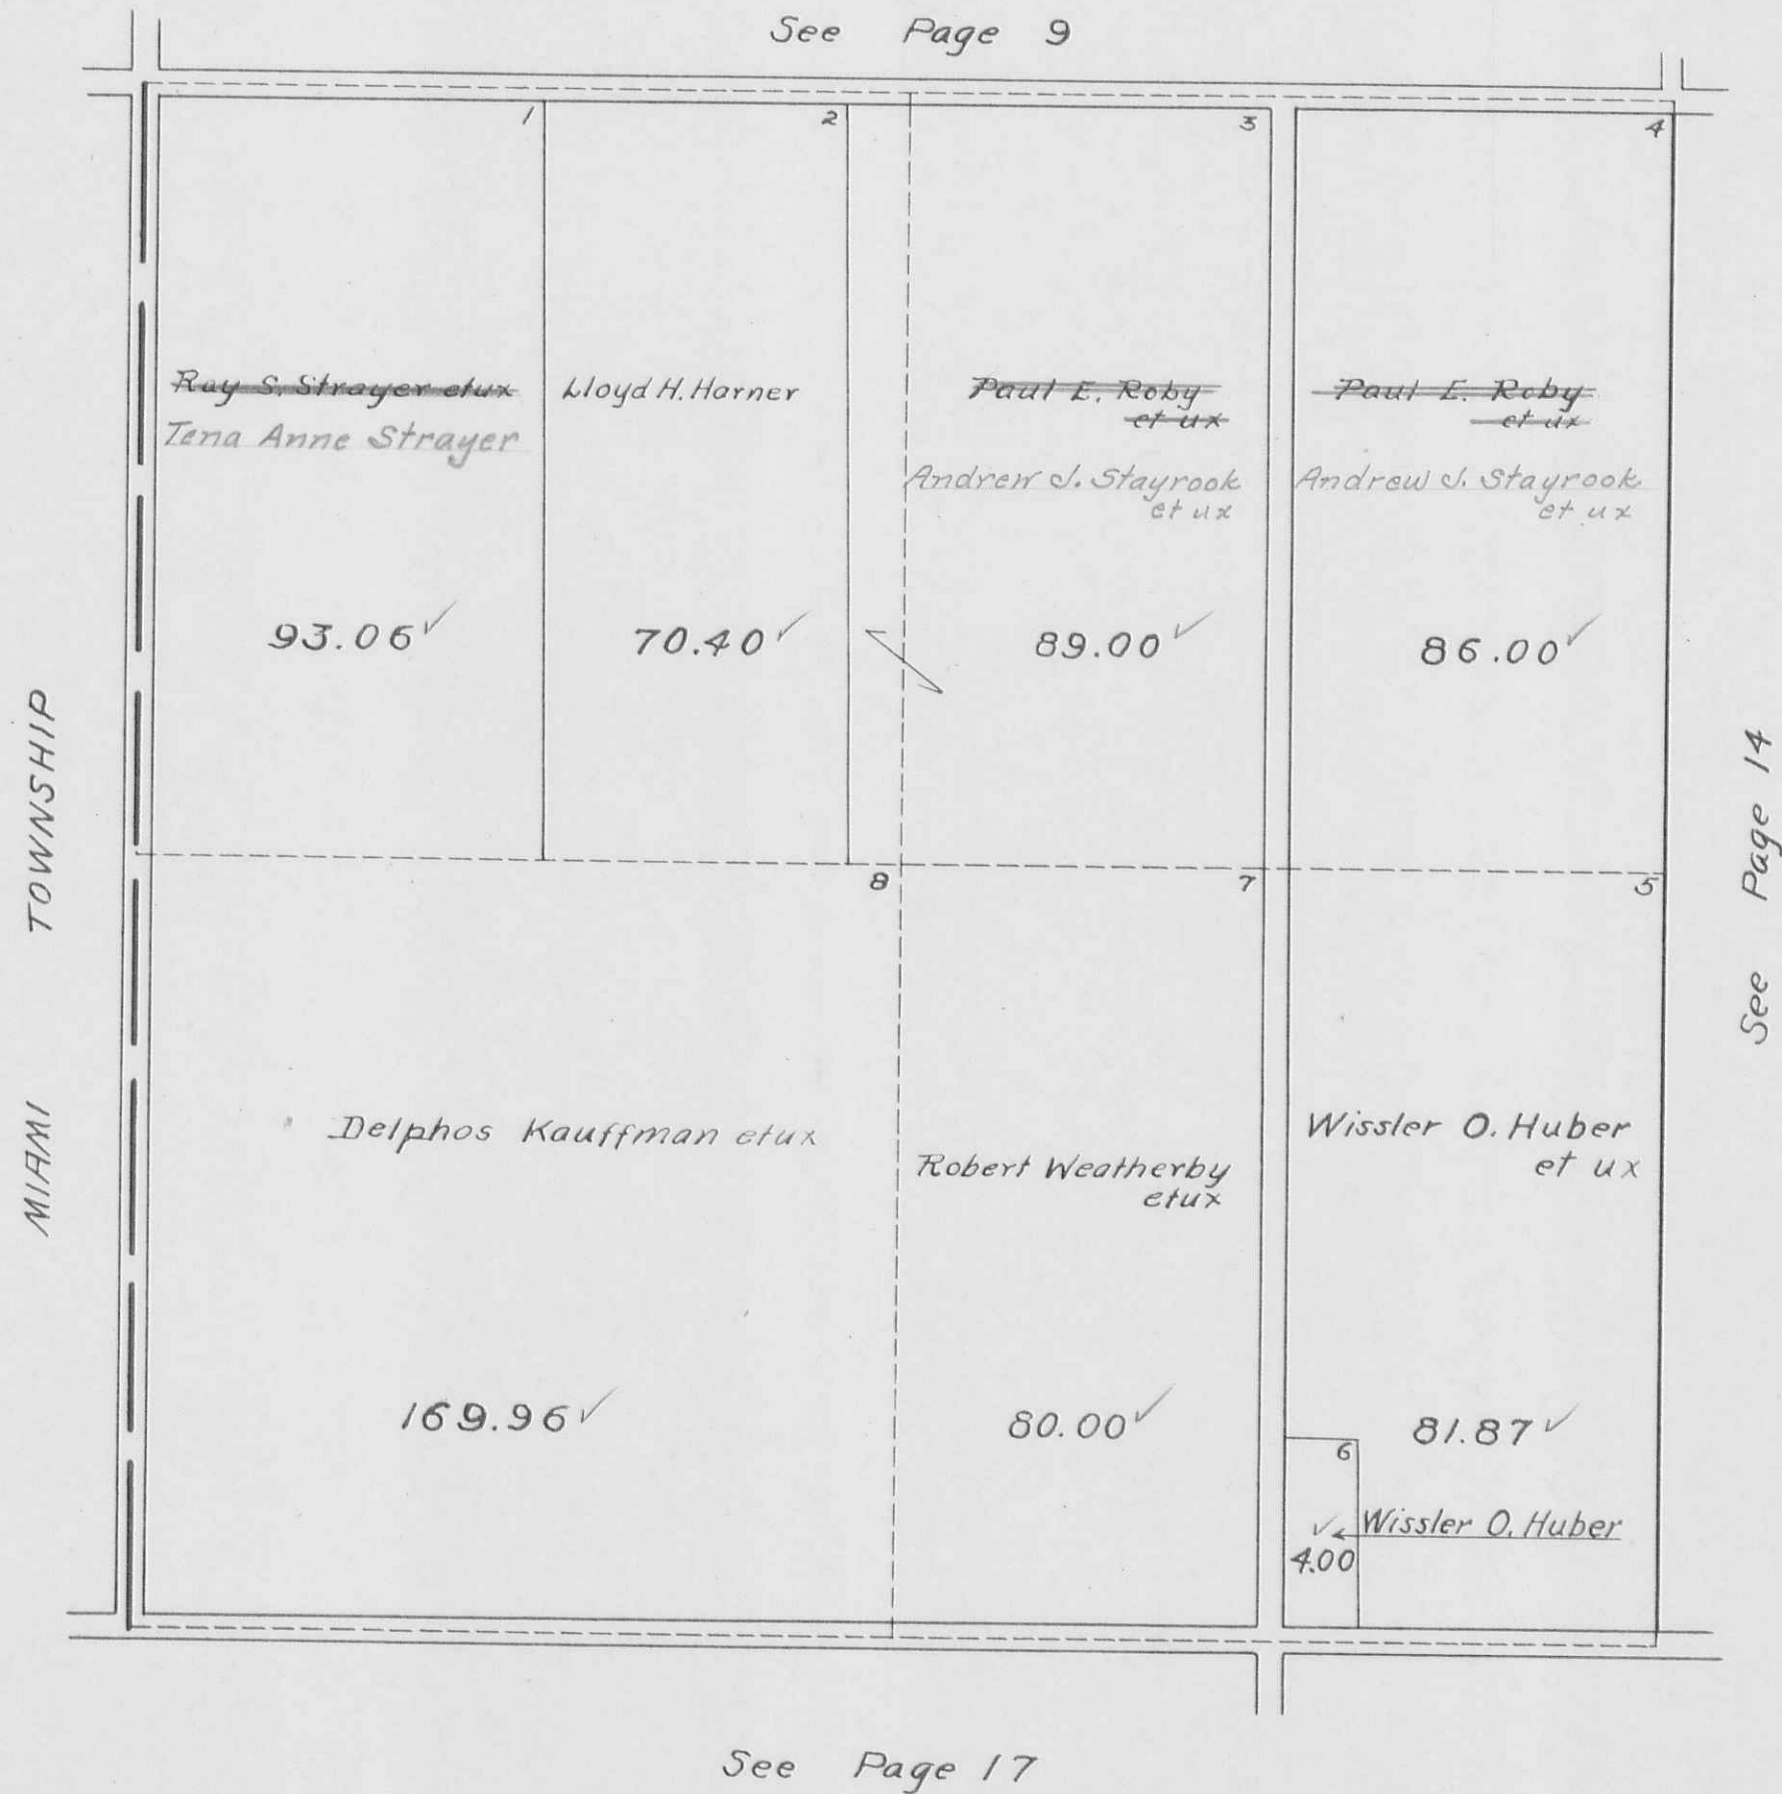 See Page 9
1
2
3
4
Ray S. Strayer etux
Tena Anne Strayer
93.06✓
Lloyd H. Harner
70.40✓
Paul E. Roby
et ux
Andrew J. Stayrook
et ux
89.00✓
Paul E. Roby
et ux
Andrew J. Stayrook
et ux
86.00✓
MIAMI TOWNSHIP
See Page 14
8
7
5
Delphos Kauffman etux
169.96✓
Robert Weatherby
etux
80.00✓
Wissler O. Huber
et ux
81.87✓
6
✓
Wissler O. Huber
4.00
See Page 17